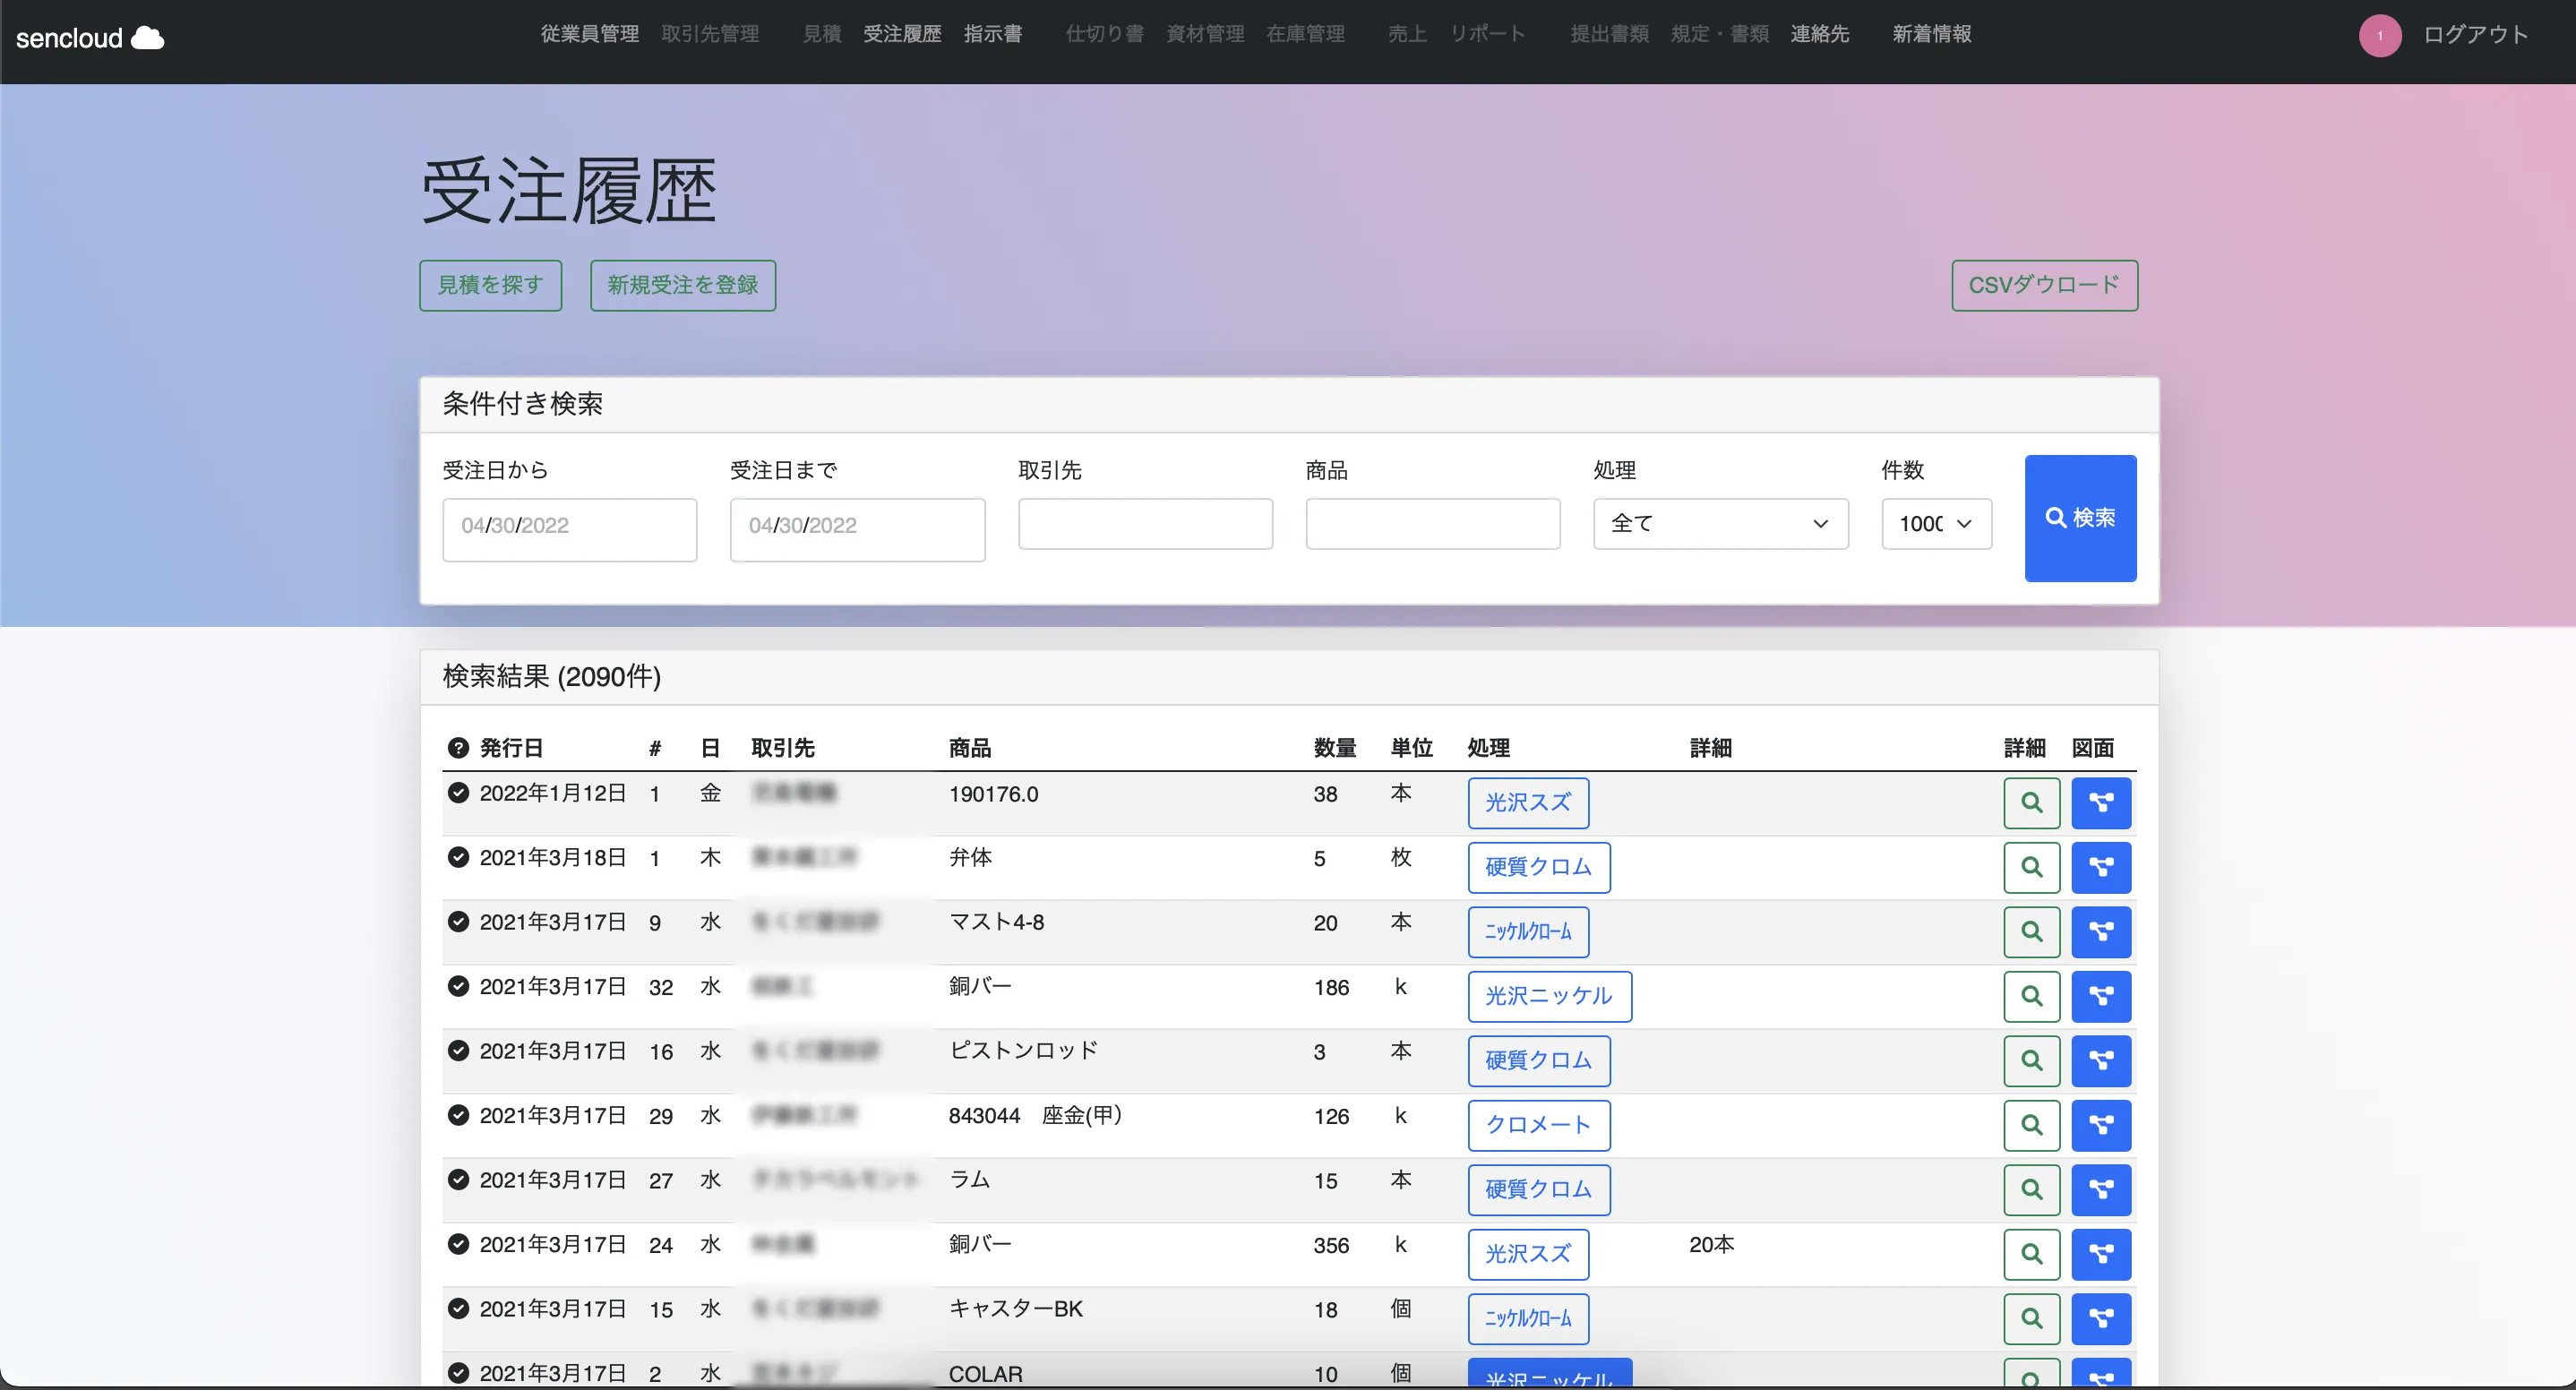 sencloud 従業員管理 取引先管理 見積 受注履歴 指示書 仕切り書 資材管理 在庫管理 売上 リポート 提出書類 規定・書類 連絡先 新着情報 1 ログアウト
受注履歴
見積を探す 新規受注を登録 CSVダウロード
条件付き検索
受注日から 受注日まで 取引先 商品 処理 件数
04/30/2022 04/30/2022 全て 1000 検索
検索結果 (2090件)
発行日 # 日 取引先 商品 数量 単位 処理 詳細 詳細 図面
2022年1月12日 1 金 190176.0 38 本 光沢スズ
2021年3月18日 1 木 弁体 5 枚 硬質クロム
2021年3月17日 9 水 マスト4-8 20 本 ﾆｯｹﾙｸﾛｰﾑ
2021年3月17日 32 水 銅バー 186 k 光沢ニッケル
2021年3月17日 16 水 ピストンロッド 3 本 硬質クロム
2021年3月17日 29 水 843044　座金(甲） 126 k クロメート
2021年3月17日 27 水 ラム 15 本 硬質クロム
2021年3月17日 24 水 銅バー 356 k 光沢スズ 20本
2021年3月17日 15 水 キャスターBK 18 個 ﾆｯｹﾙｸﾛｰﾑ
2021年3月17日 2 水 COLAR 10 個 光沢ニッケル